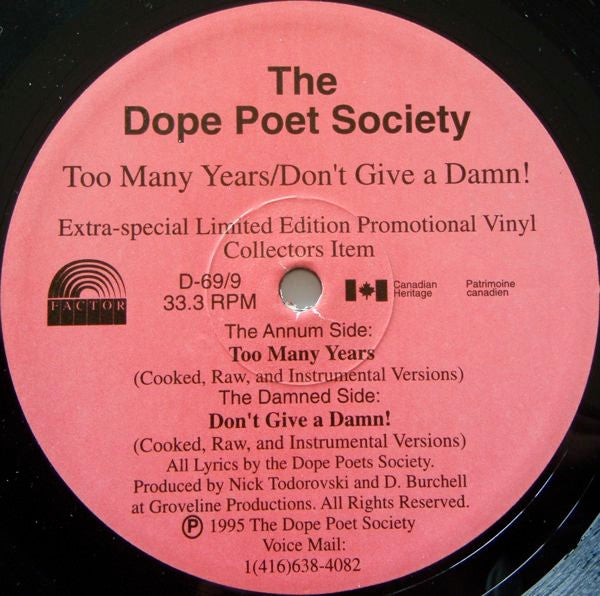 The
Dope Poet Society
Too Many Years/Don't Give a Damn!
Extra-special Limited Edition Promotional Vinyl
Collectors Item
D-69/9
33.3 RPM
FACTOR
Canadian Patrimoine
Heritage canadien
The Annum Side:
Too Many Years
(Cooked, Raw, and Instrumental Versions)
The Damned Side:
Don't Give a Damn!
(Cooked, Raw, and Instrumental Versions)
All Lyrics by the Dope Poets Society.
Produced by Nick Todorovski and D. Burchell
at Groveline Productions. All Rights Reserved.
℗ 1995 The Dope Poet Society
Voice Mail:
1(416)638-4082